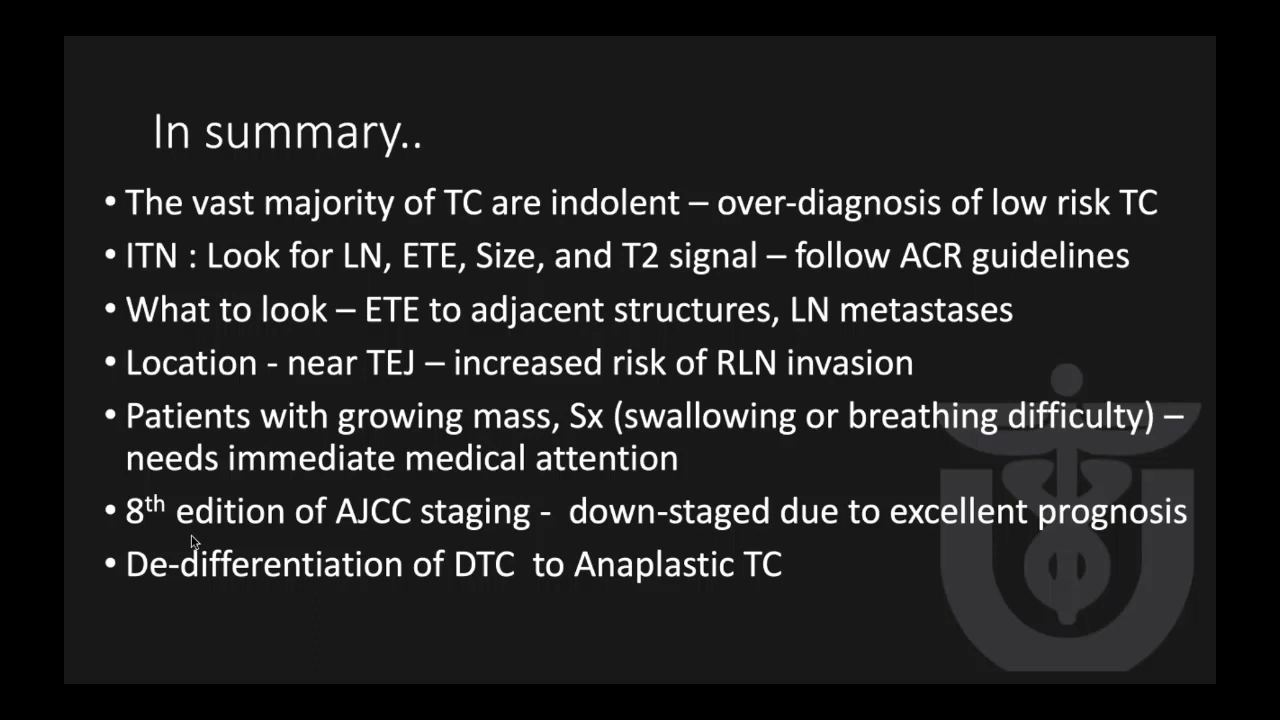 In summary..
• The vast majority of TC are indolent – over-diagnosis of low risk TC
• ITN : Look for LN, ETE, Size, and T2 signal – follow ACR guidelines
• What to look – ETE to adjacent structures, LN metastases
• Location - near TEJ – increased risk of RLN invasion
• Patients with growing mass, Sx (swallowing or breathing difficulty) –
needs immediate medical attention
• 8th edition of AJCC staging -  down-staged due to excellent prognosis
• De-differentiation of DTC  to Anaplastic TC